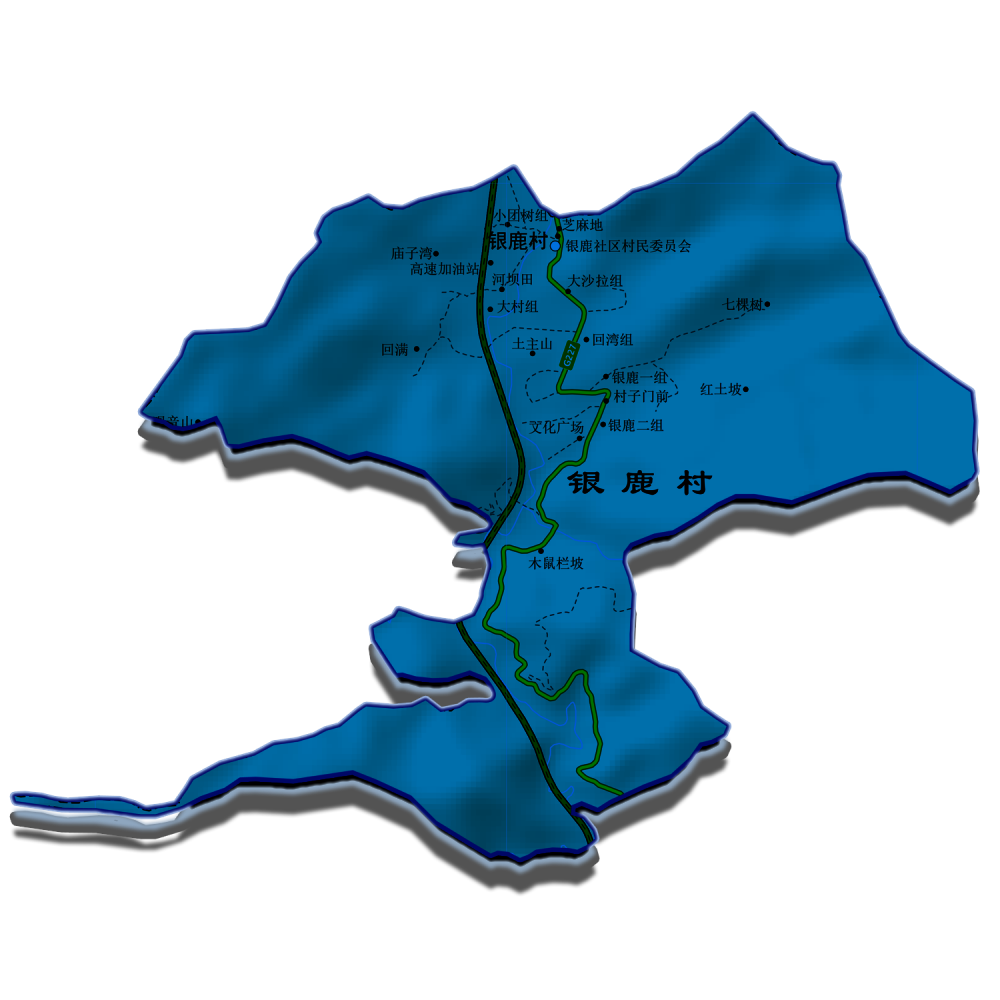 小团树组
芝麻地
银鹿村
银鹿社区村民委员会
庙子湾
高速加油站
河坝田
大沙拉组
大村组
七棵树
土主山
回湾组
回满
G227
银鹿一组
红土坡
村子门前
音山
文化广场
银鹿二组
银鹿村
木鼠栏坡